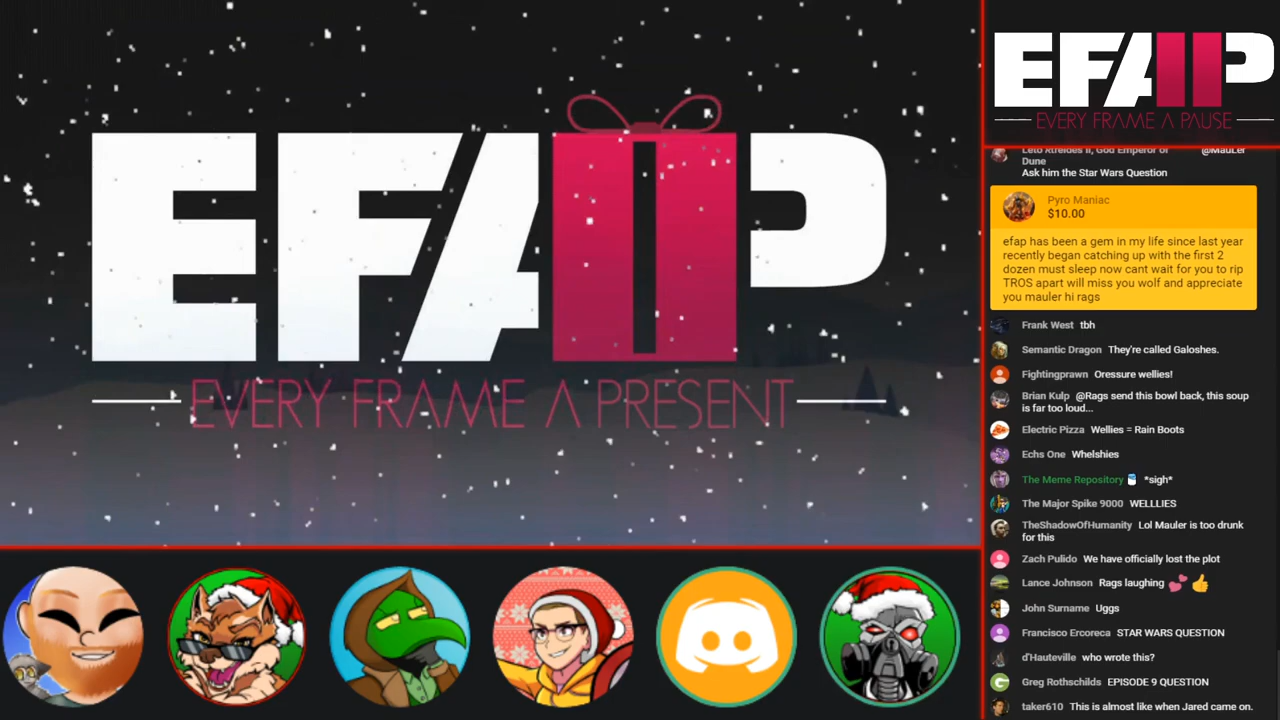 EFAP
EVERY FRAME A PRESENT
EFAP
EVERY FRAME A PAUSE
Leto Atreides II, God Emperor of Dune @MauLer
Ask him the Star Wars Question
Pyro Maniac
$10.00
efap has been a gem in my life since last year
recently began catching up with the first 2
dozen must sleep now cant wait for you to rip
TROS apart will miss you wolf and appreciate
you mauler hi rags
Frank West tbh
Semantic Dragon They're called Galoshes.
Fightingprawn Oressure wellies!
Brian Kulp @Rags send this bowl back, this soup
is far too loud...
Electric Pizza Wellies = Rain Boots
Echs One Whelshies
The Meme Repository *sigh*
The Major Spike 9000 WELLLIES
TheShadowOfHumanity Lol Mauler is too drunk
for this
Zach Pulido We have officially lost the plot
Lance Johnson Rags laughing
John Surname Uggs
Francisco Ercoreca STAR WARS QUESTION
d'Hauteville who wrote this?
Greg Rothschilds EPISODE 9 QUESTION
taker610 This is almost like when Jared came on.